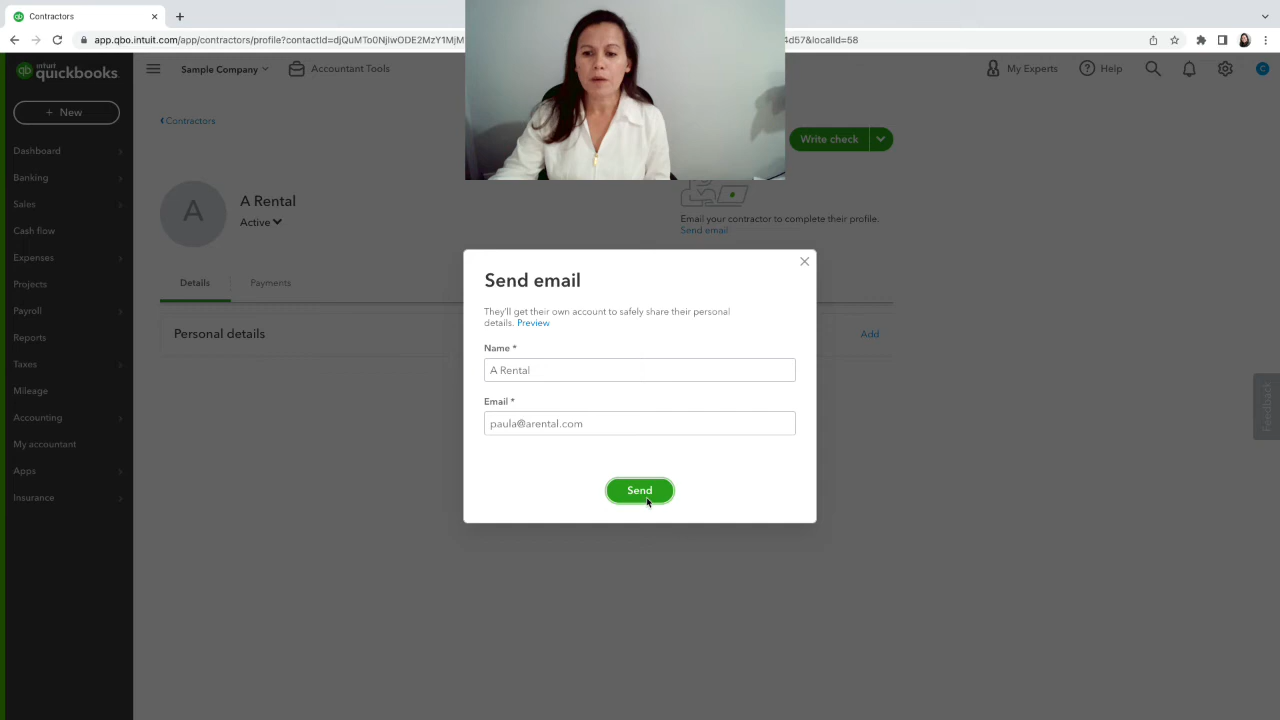 Contractors
app.qbo.intuit.com/app/contractors/profile?contactId=
4d57&localId=58
intuit
quickbooks.
Sample Company
Accountant Tools
My Experts
Help
C
+ New
Dashboard
Banking
Sales
Cash flow
Expenses
Projects
Payroll
Reports
Taxes
Mileage
Accounting
My accountant
Apps
Insurance
Contractors
Write check
A
A Rental
Active
Email your contractor to complete their profile.
Send email
Details
Payments
Personal details
Add
Send email
They'll get their own account to safely share their personal
details. Preview
Name *
A Rental
Email *
paula@arental.com
Send
Feedback